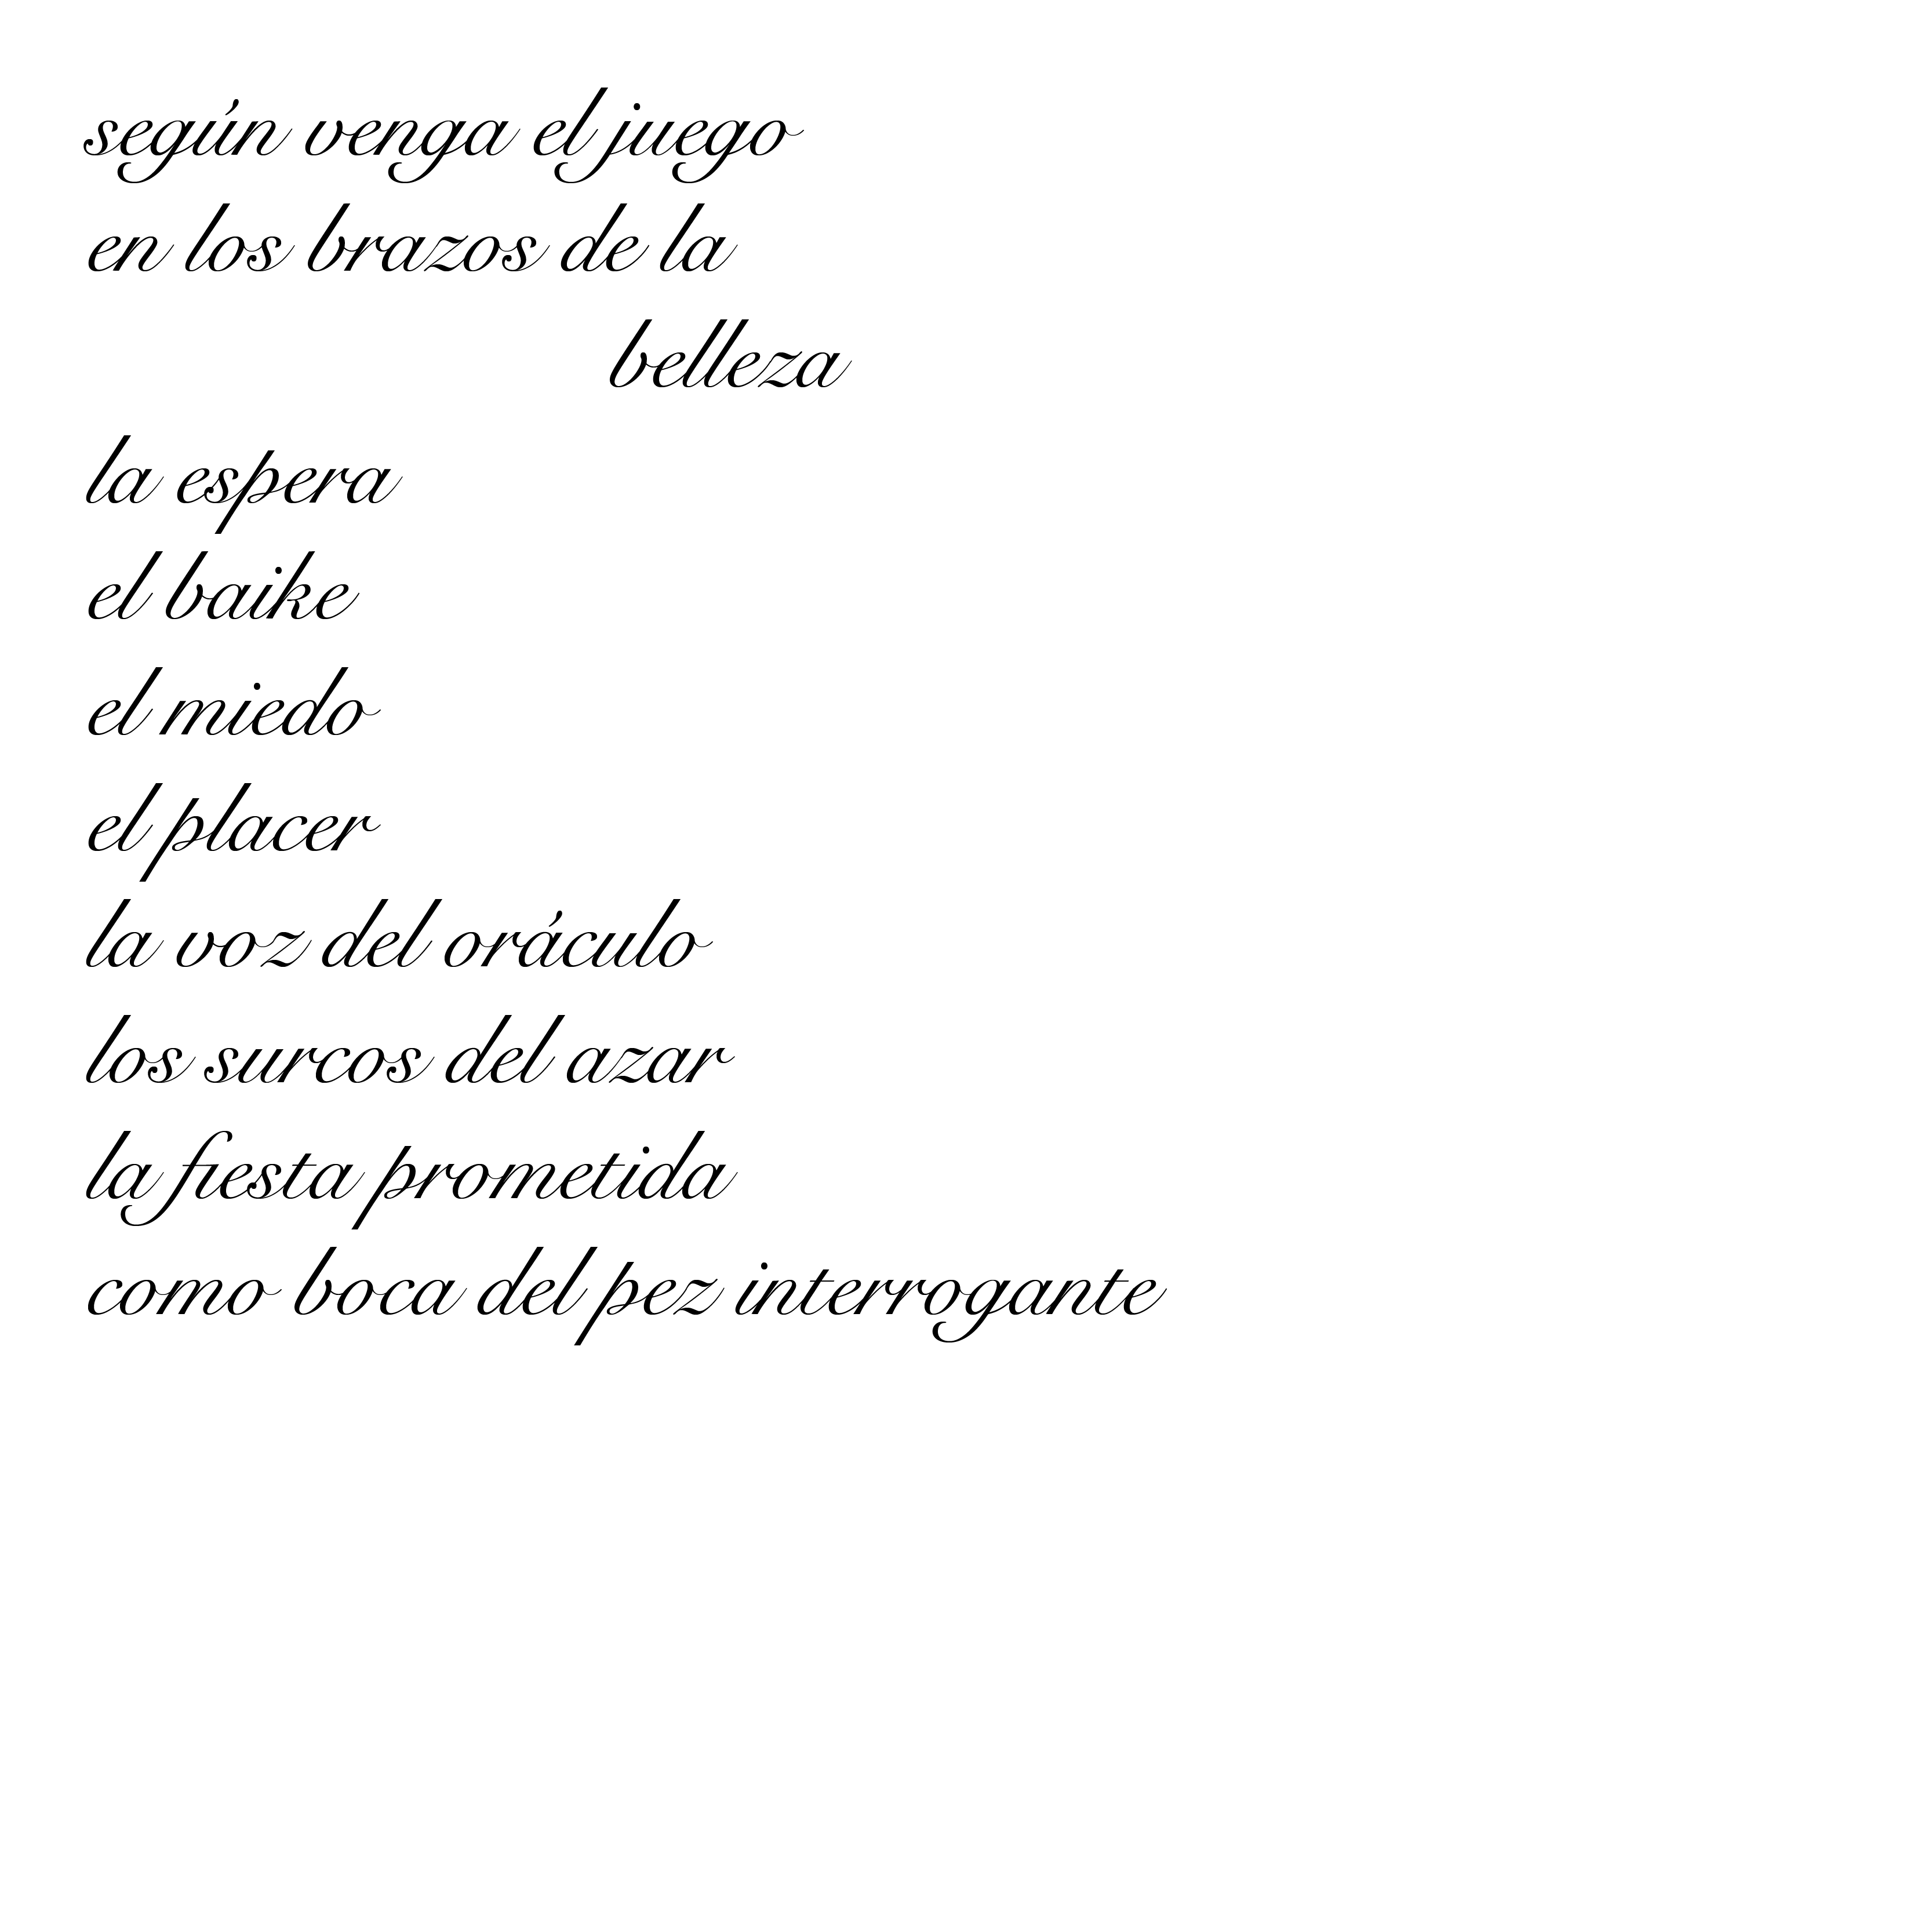 según venga el juego
en los brazos de la
belleza
la espera
el baike
el miedo
el placer
la voz del oráculo
los surcos del azar
la fiesta prometida
como boca del pez interrogante